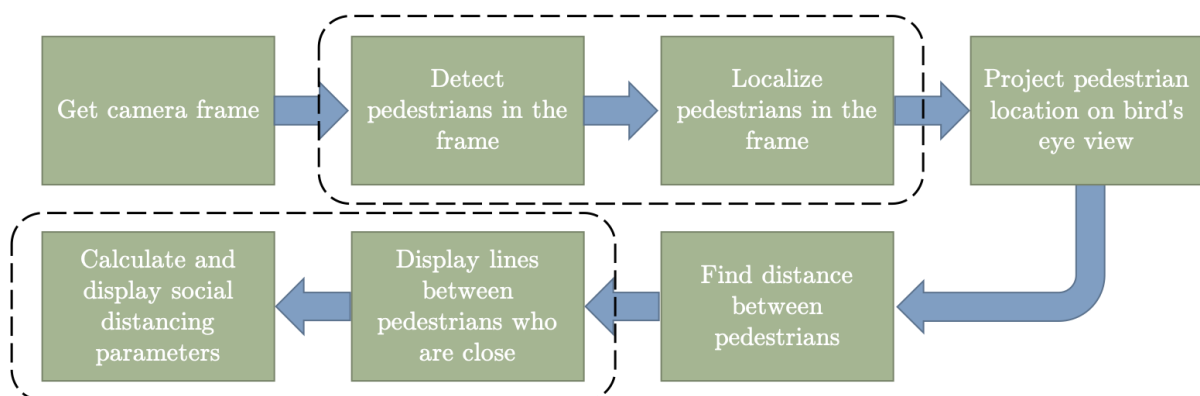 Get camera frame
Detect
pedestrians in the
frame
Localize
pedestrians in the
frame
Project pedestrian
location on bird's
eye view
Calculate and
display social
distancing
parameters
Display lines
between
pedestrians who
are close
Find distance
between
pedestrians